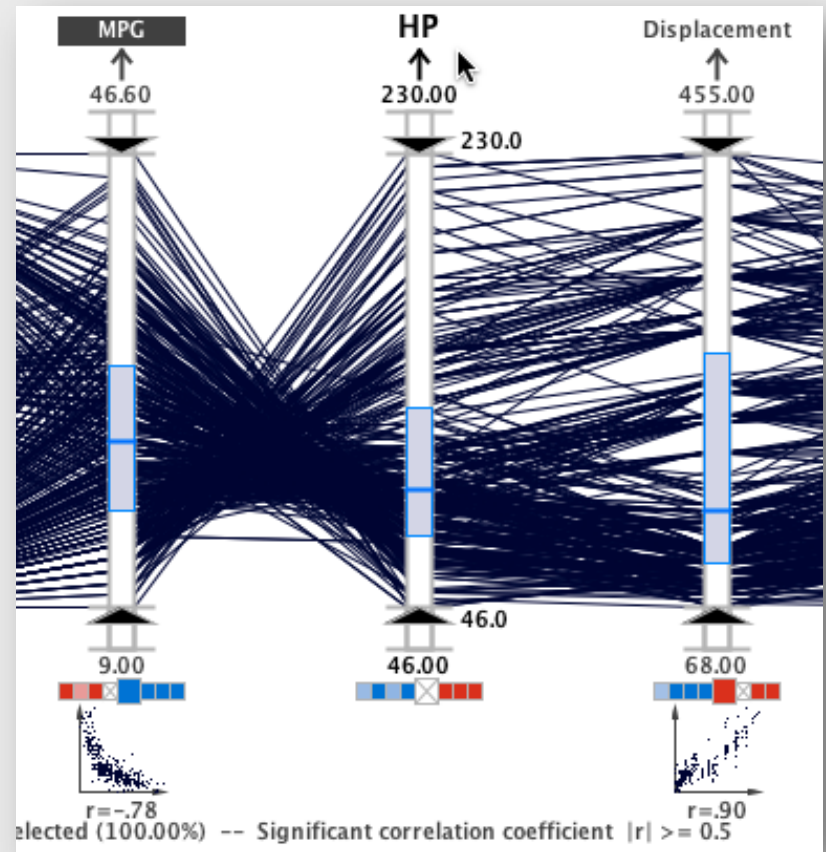 MPG HP Displacement
46.60 230.00 455.00
230.0
46.0
9.00 46.00 68.00
r=-.78 r=.90
elected (100.00%) -- Significant correlation coefficient |r| >= 0.5